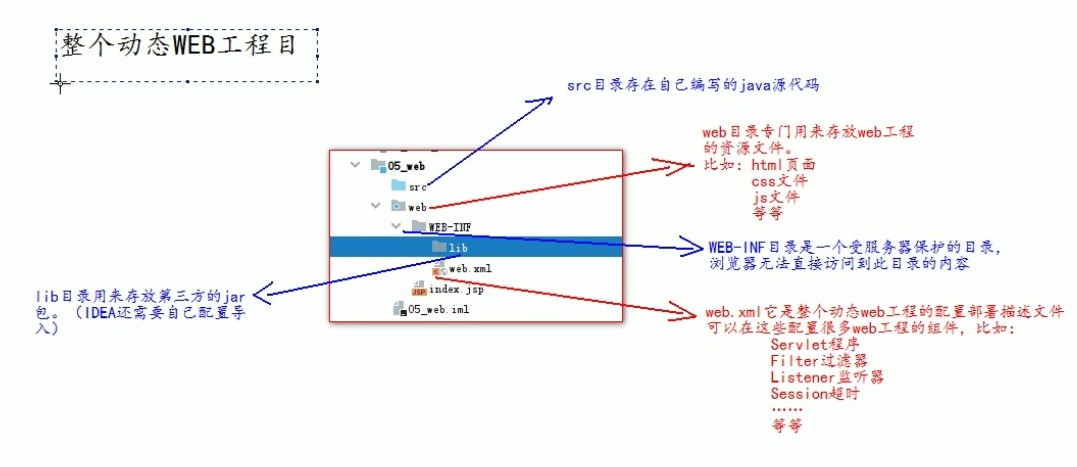 整个动态WEB工程目
src目录存在自己编写的java源代码
web目录专门用来存放web工程
的资源文件。
比如: html页面
css文件
js文件
等等
05_web
src
web
WEB-INF
lib
web.xml
index.jsp
05_web.iml
WEB-INF目录是一个受服务器保护的目录,
浏览器无法直接访问到此目录的内容
lib目录用来存放第三方的jar
包。（IDEA还需要自己配置导
入）
web.xml它是整个动态web工程的配置部署描述文件
可以在这些配置很多web工程的组件, 比如:
Servlet程序
Filter过滤器
Listener监听器
Session超时
……
等等